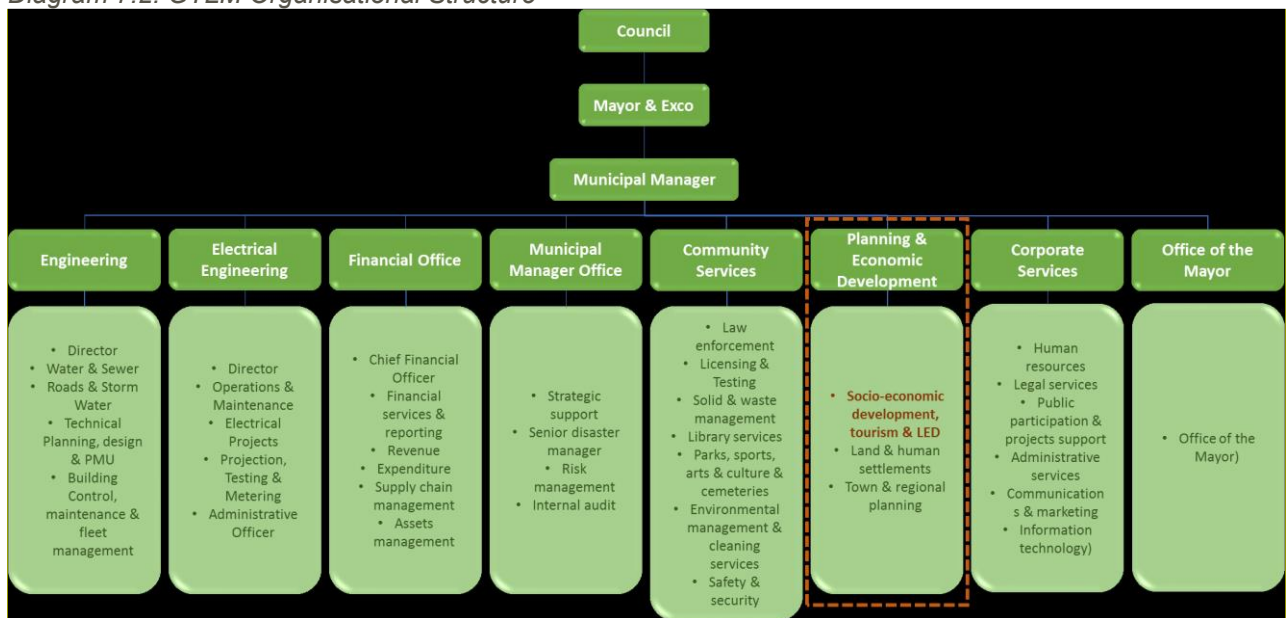 Council
Mayor & Exco
Municipal Manager
Engineering
• Director
• Water & Sewer
• Roads & Storm
Water
• Technical
Planning, design
& PMU
• Building
Control,
maintenance &
fleet
management
Electrical
Engineering
• Director
• Operations &
Maintenance
• Electrical
Projects
• Projection,
Testing &
Metering
• Administrative
Officer
Financial Office
• Chief Financial
Officer
• Financial
services &
reporting
• Revenue
• Expenditure
• Supply chain
management
• Assets
management
Municipal
Manager Office
• Strategic
support
• Senior disaster
manager
• Risk
management
• Internal audit
Community
Services
• Law
enforcement
• Licensing &
Testing
• Solid & waste
management
• Library services
• Parks, sports,
arts & culture &
cemeteries
• Environmental
management &
cleaning
services
• Safety &
security
Planning &
Economic
Development
• Socio-economic
development,
tourism & LED
• Land & human
settlements
• Town & regional
planning
Corporate
Services
• Human
resources
• Legal services
• Public
participation &
projects support
• Administrative
services
• Communication
s & marketing
• Information
technology)
Office of the
Mayor
• Office of the
Mayor)